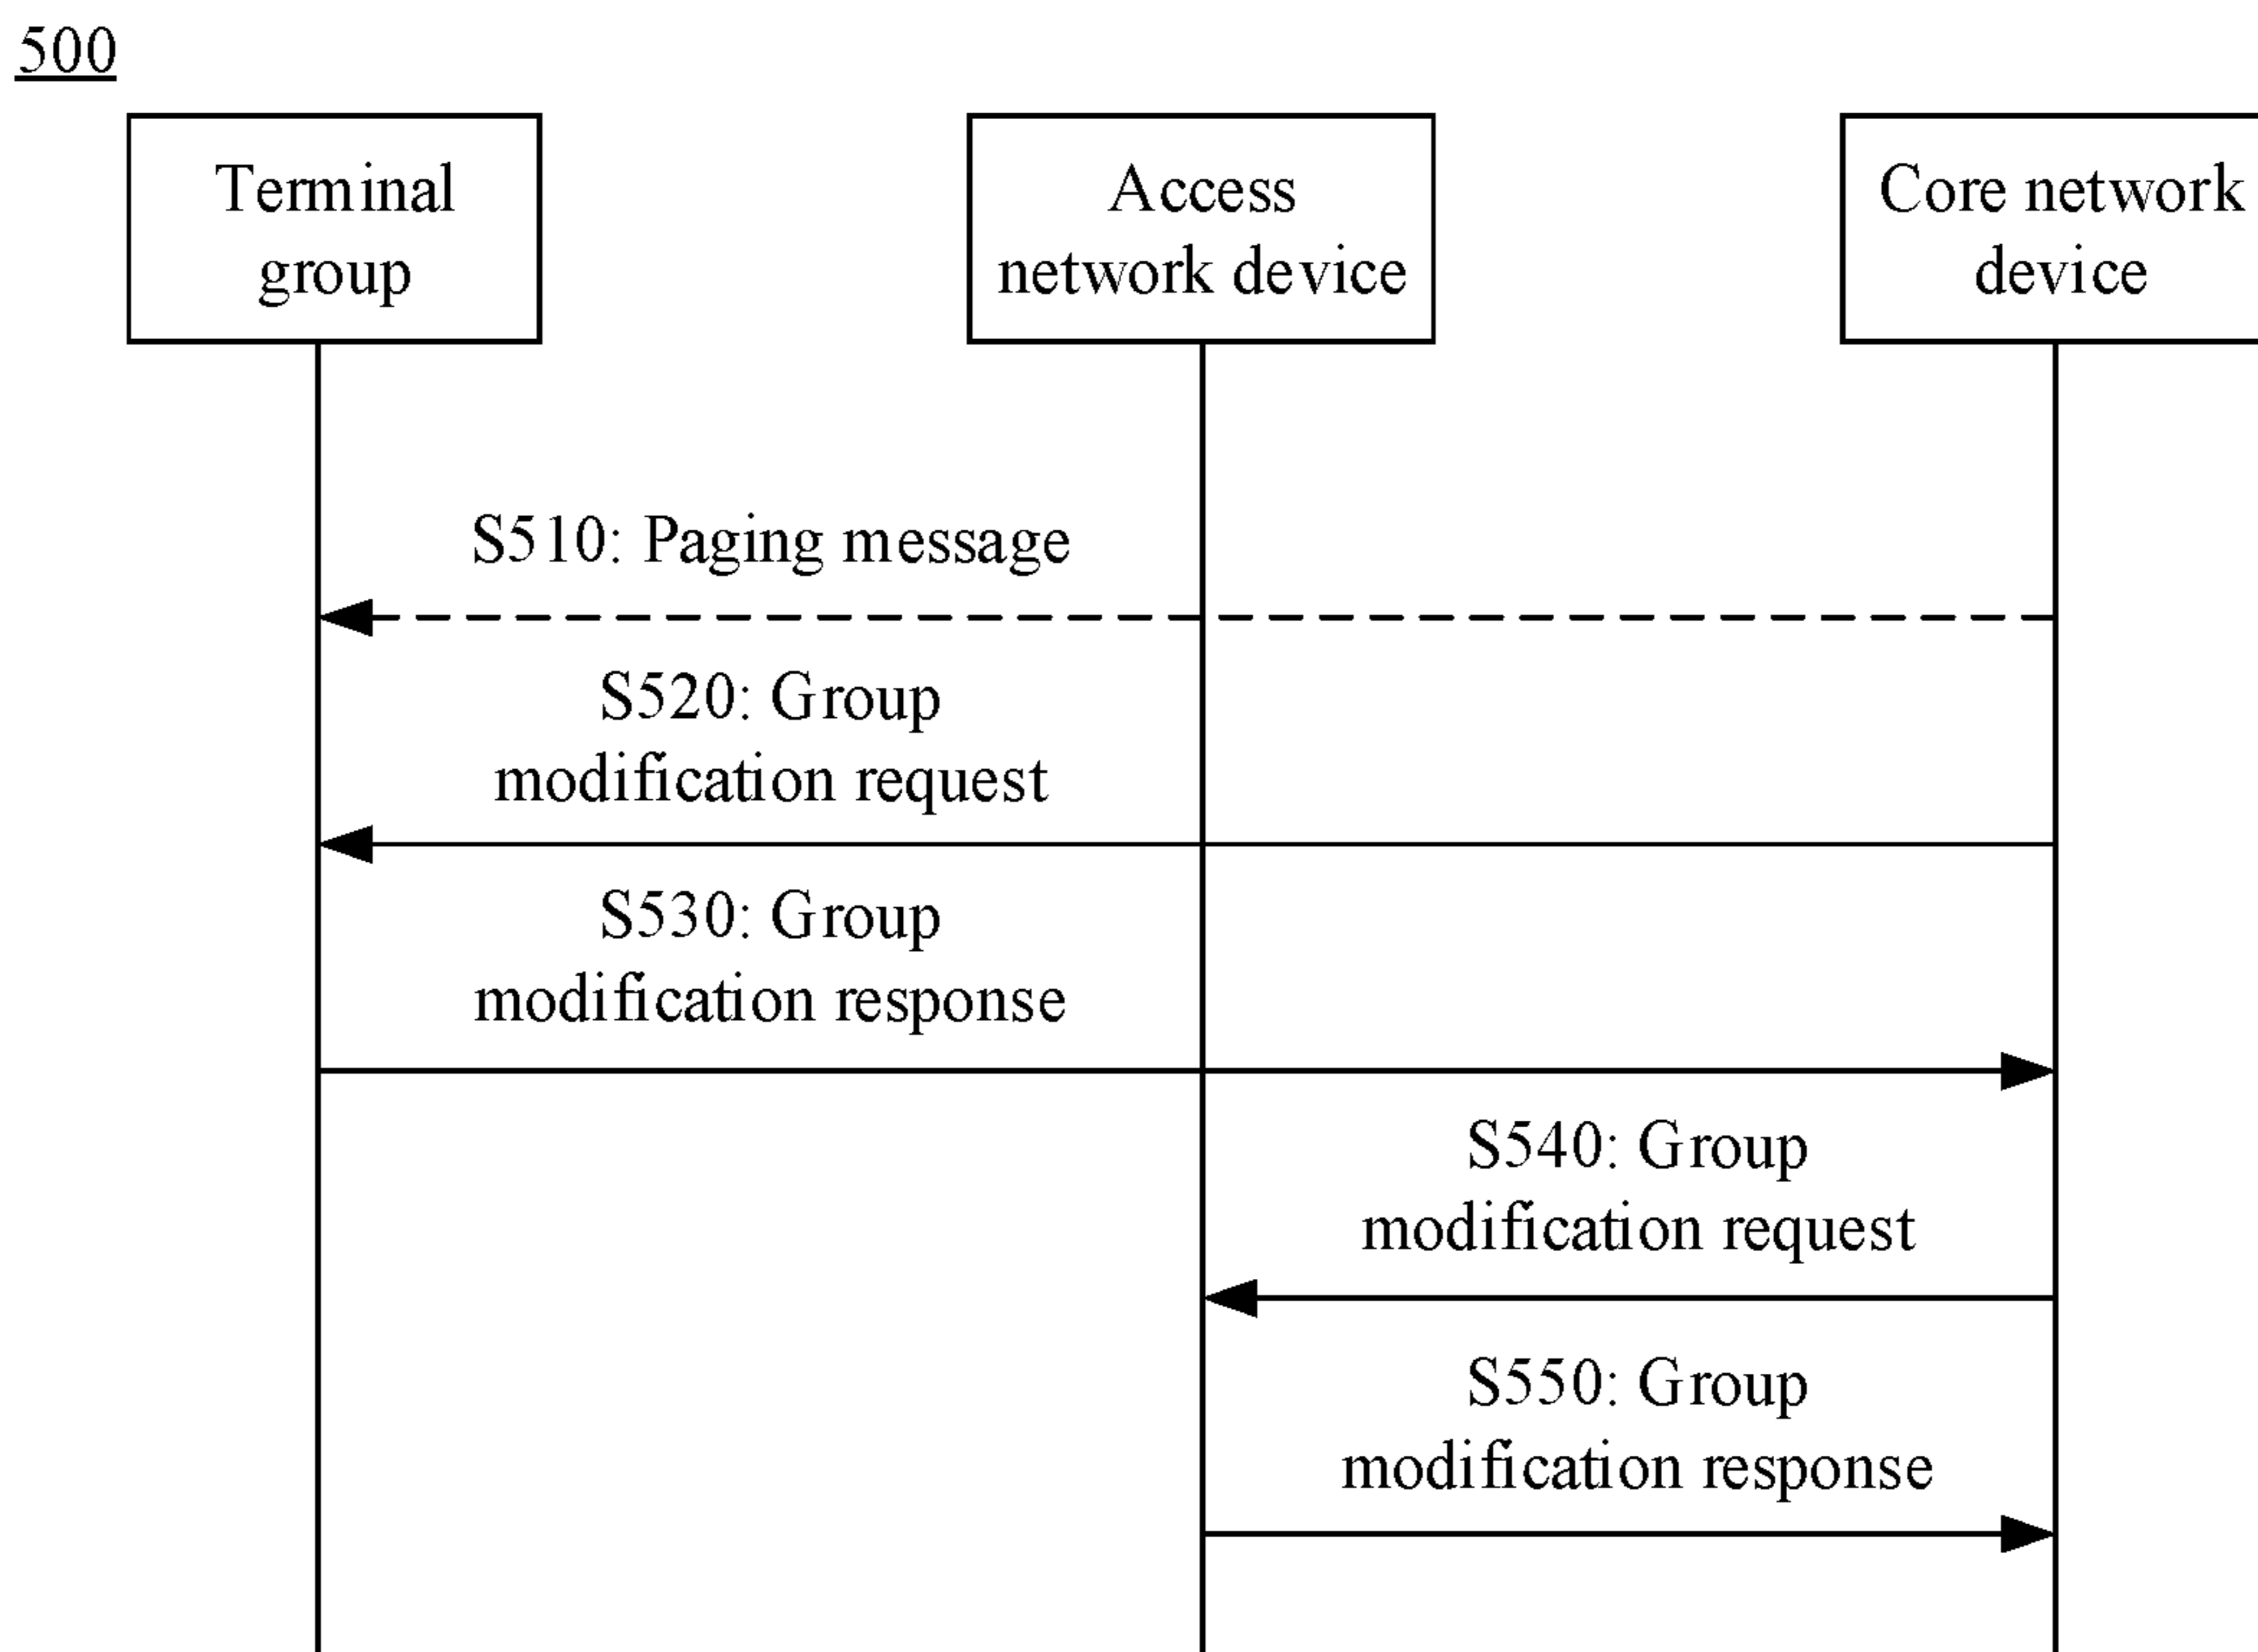 500
Terminal
group
Access
network device
Core network
device
S510: Paging message
S520: Group
modification request
S530: Group
modification response
S540: Group
modification request
S550: Group
modification response